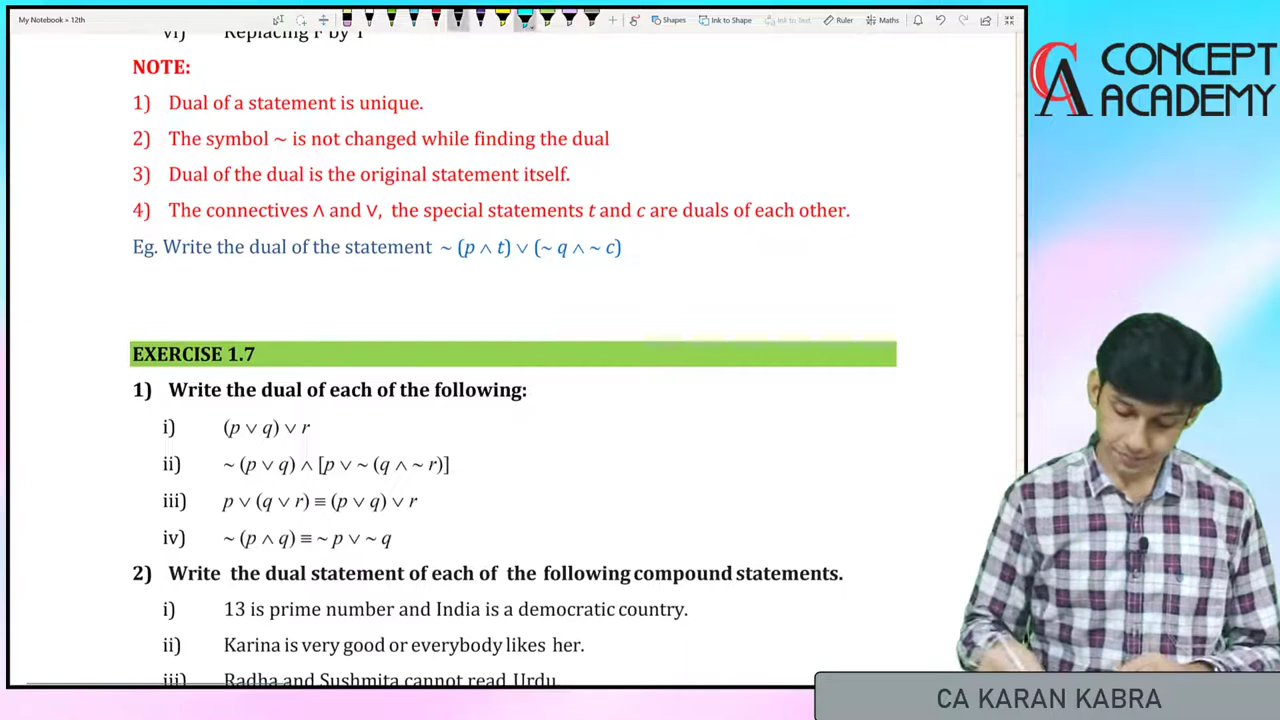 My Notebook » 12th
Shapes
Ink to Shape
Ink to Text
Ruler
Maths
vi) Replacing F by T
NOTE:
1) Dual of a statement is unique.
2) The symbol ~ is not changed while finding the dual
3) Dual of the dual is the original statement itself.
4) The connectives ∧ and ∨, the special statements t and c are duals of each other.
Eg. Write the dual of the statement ~ (p ∧ t) ∨ (~ q ∧ ~ c)
EXERCISE 1.7
1) Write the dual of each of the following:
i) (p ∨ q) ∨ r
ii) ~ (p ∨ q) ∧ [p ∨ ~ (q ∧ ~ r)]
iii) p ∨ (q ∨ r) ≡ (p ∨ q) ∨ r
iv) ~ (p ∧ q) ≡ ~ p ∨ ~ q
2) Write the dual statement of each of the following compound statements.
i) 13 is prime number and India is a democratic country.
ii) Karina is very good or everybody likes her.
iii) Radha and Sushmita cannot read Urdu
CONCEPT
ACADEMY
CA KARAN KABRA